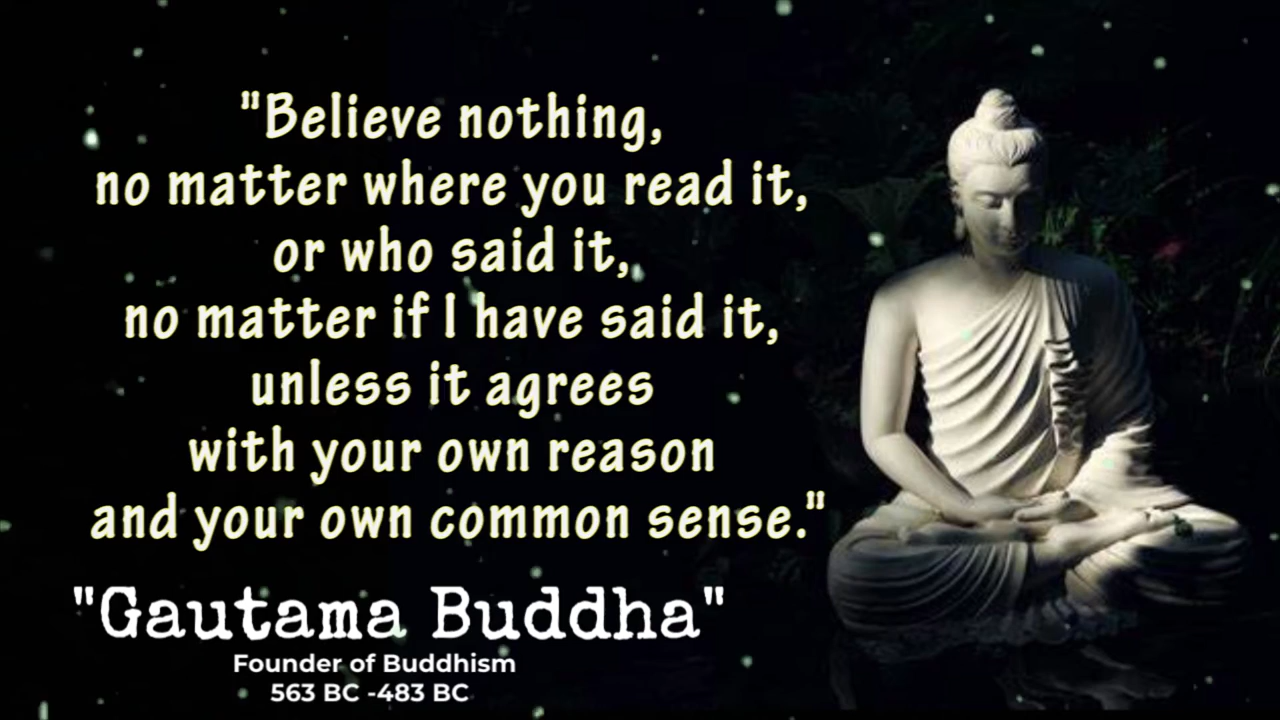 "Believe nothing,
no matter where you read it,
or who said it,
no matter if I have said it,
unless it agrees
with your own reason
and your own common sense."
"Gautama Buddha"
Founder of Buddhism
563 BC -483 BC